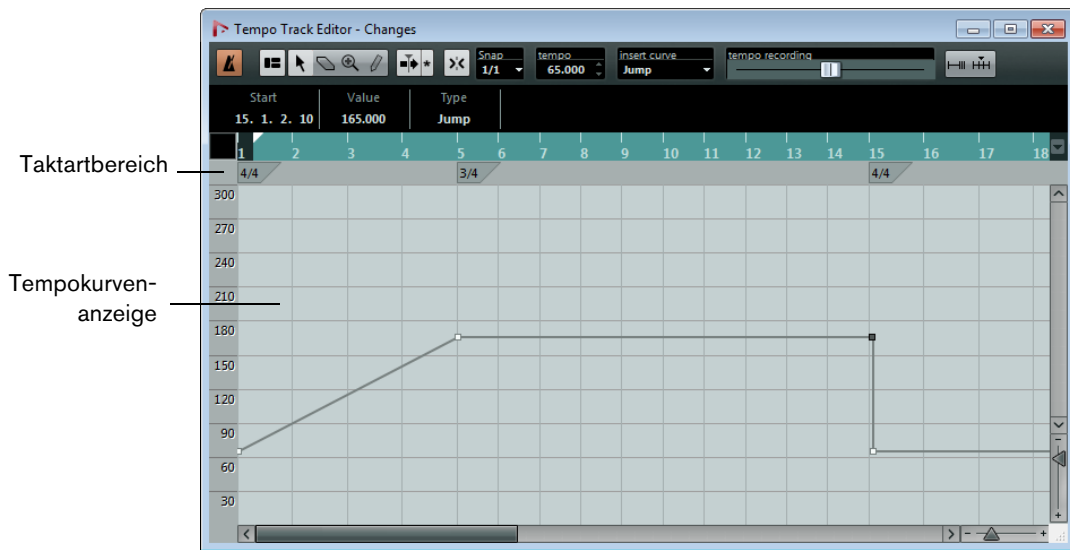 Tempo Track Editor - Changes
Snap tempo insert curve tempo recording
1/1 65.000 Jump
Start Value Type
15. 1. 2. 10 165.000 Jump
1 2 3 4 5 6 7 8 9 10 11 12 13 14 15 16 17 18
Taktartbereich
4/4 3/4 4/4
300
270
240
Tempokurven-
anzeige
210
180
150
120
90
60
30